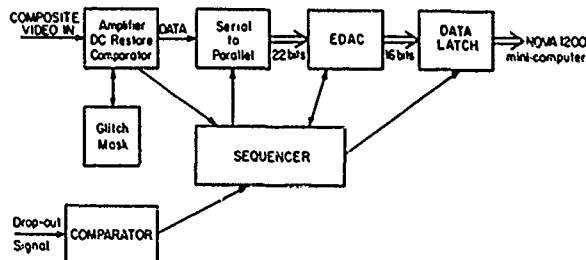 COMPOSITE
VIDEO IN
Amplifier
DC Restore
Comparator
DATA
Serial
to
Parallel
22 bits
EDAC
16 bits
DATA
LATCH
NOVA 1200
mini-computer
Glitch
Mask
SEQUENCER
Drop-out
Signal
COMPARATOR